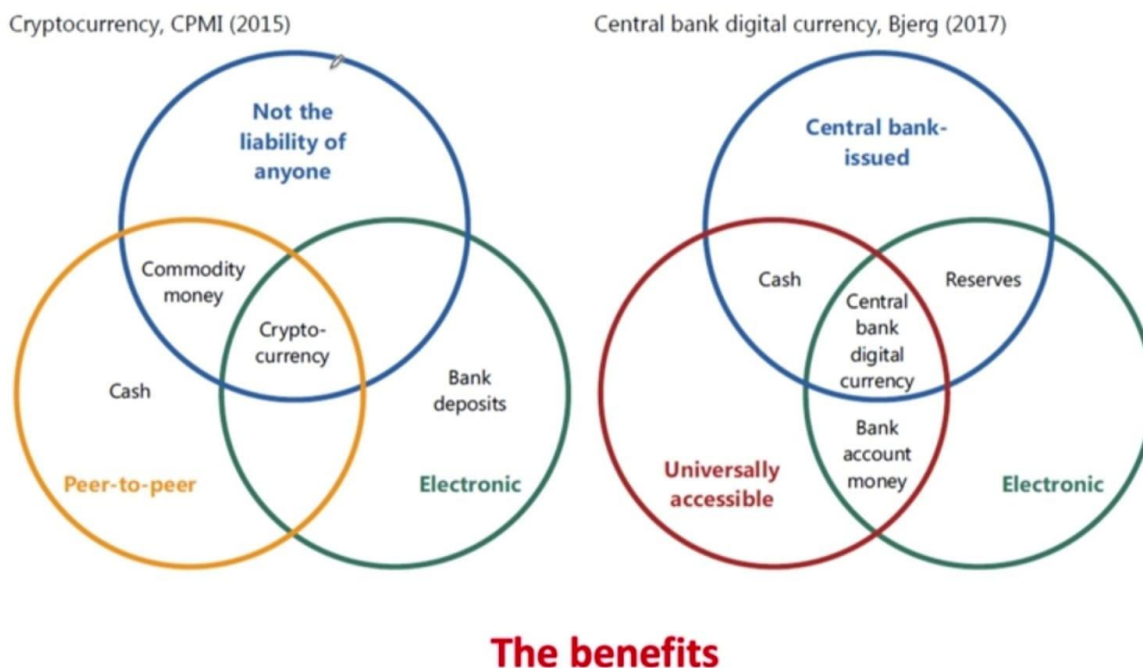 Cryptocurrency, CPMI (2015)
Not the
liability of
anyone
Commodity
money
Crypto-
currency
Cash
Bank
deposits
Peer-to-peer
Electronic
Central bank digital currency, Bjerg (2017)
Central bank-
issued
Cash
Reserves
Central
bank
digital
currency
Bank
account
money
Universally
accessible
Electronic
The benefits